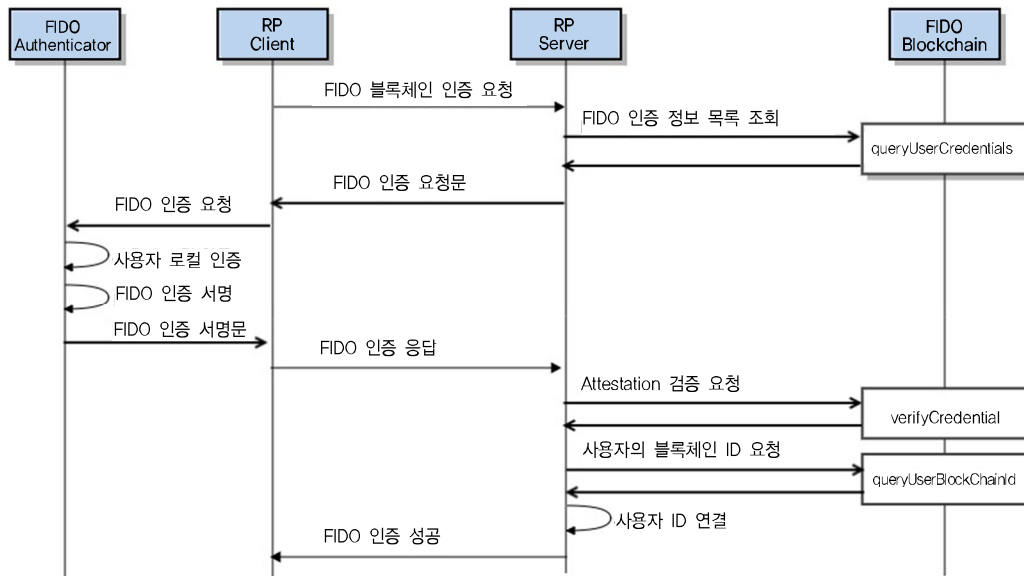 FIDO
Authenticator
RP
Client
RP
Server
FIDO
Blockchain
FIDO 블록체인 인증 요청
FIDO 인증 정보 목록 조회
queryUserCredentials
FIDO 인증 요청문
FIDO 인증 요청
사용자 로컬 인증
FIDO 인증 서명
FIDO 인증 서명문
FIDO 인증 응답
Attestation 검증 요청
verifyCredential
사용자의 블록체인 ID 요청
queryUserBlockChainId
사용자 ID 연결
FIDO 인증 성공